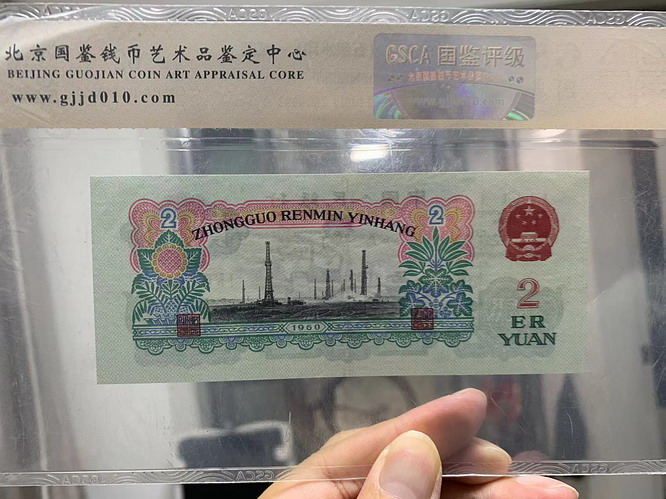 北京国鉴钱币艺术品鉴定中心
BEIJING GUOJIAN COIN ART APPRAISAL CORE
www.gjjd010.com
GSCA 国鉴评级
2
2
ZHONGGUO RENMIN YINHANG
1960
2
ER
YUAN